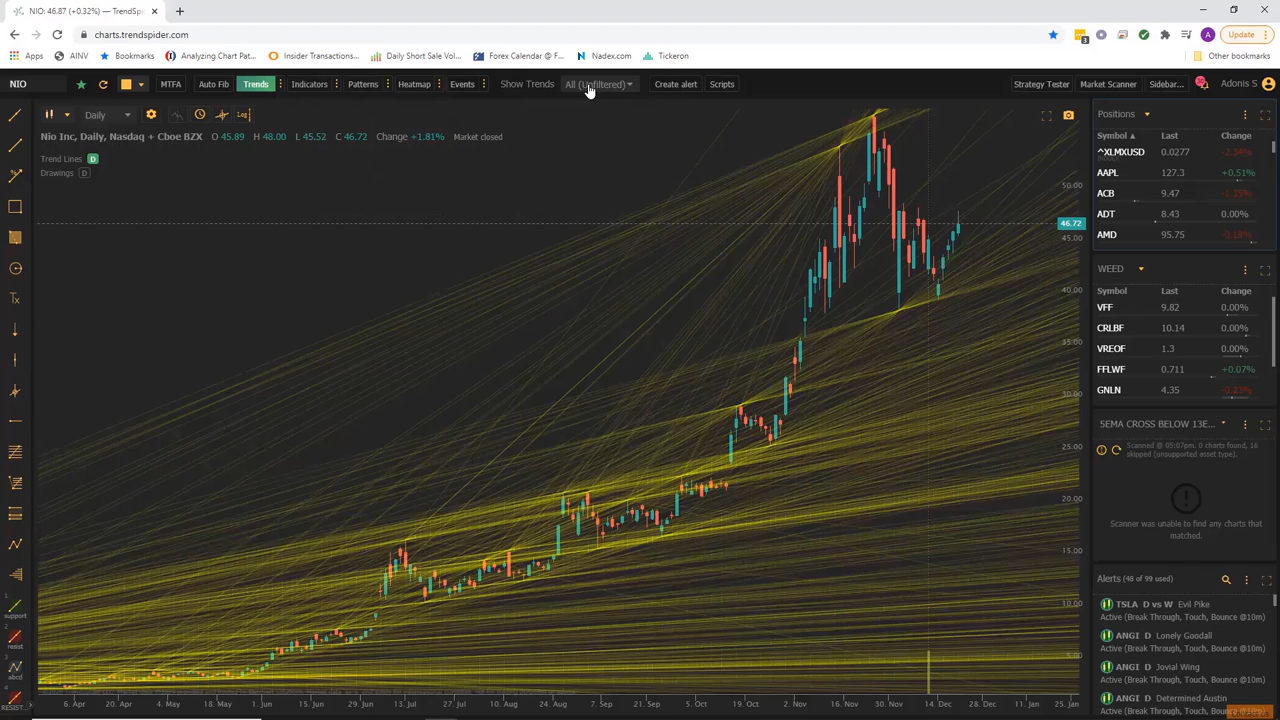 NIO: 46.87 (+0.32%) — TrendSpi
charts.trendspider.com
3
A
Update
Apps
AINV
Bookmarks
Analyzing Chart Pat...
Insider Transactions...
Daily Short Sale Vol...
Forex Calendar @ F...
Nadex.com
Tickeron
Other bookmarks
NIO
MTFA
Auto Fib
Trends
Indicators
Patterns
Heatmap
Events
Show Trends
All (Unfiltered)
Create alert
Scripts
Strategy Tester
Market Scanner
Sidebar...
Adonis S
Daily
Log
Nio Inc, Daily, Nasdaq + Cboe BZX O 45.89 H 48.00 L 45.52 C 46.72 Change +1.81% Market closed
Trend Lines D
Drawings D
50.00
46.72
45.00
40.00
35.00
30.00
25.00
20.00
15.00
10.00
5.00
6. Apr
20. Apr
4. May
18. May
1. Jun
15. Jun
29. Jun
13. Jul
27. Jul
10. Aug
24. Aug
7. Sep
21. Sep
5. Oct
19. Oct
2. Nov
16. Nov
30. Nov
14. Dec
28. Dec
11. Jan
25. Jan
support
2
resist
3
abcd
4
RESIST...
Positions
Symbol Last Change
^XLMXUSD 0.0277 -2.34%
AAPL 127.3 +0.51%
ACB 9.47 -1.35%
ADT 8.43 0.00%
AMD 95.75 -0.18%
WEED
Symbol Last Change
VFF 9.82 0.00%
CRLBF 10.14 0.00%
VREOF 1.3 0.00%
FFLWF 0.711 +0.07%
GNLN 4.35
5EMA CROSS BELOW 13E...
Scanned @ 05:07pm, 0 charts found, 16
skipped (unsupported asset type).
Scanner was unable to find any charts that
matched.
Alerts (48 of 99 used)
TSLA D vs W Evil Pike
Active (Break Through, Touch, Bounce @10m)
ANGI D Lonely Goodall
Active (Break Through, Touch, Bounce @10m)
ANGI D Jovial Wing
Active (Break Through, Touch, Bounce @10m)
ANGI D Determined Austin
Active (Break Through, Touch, Bounce @10m)